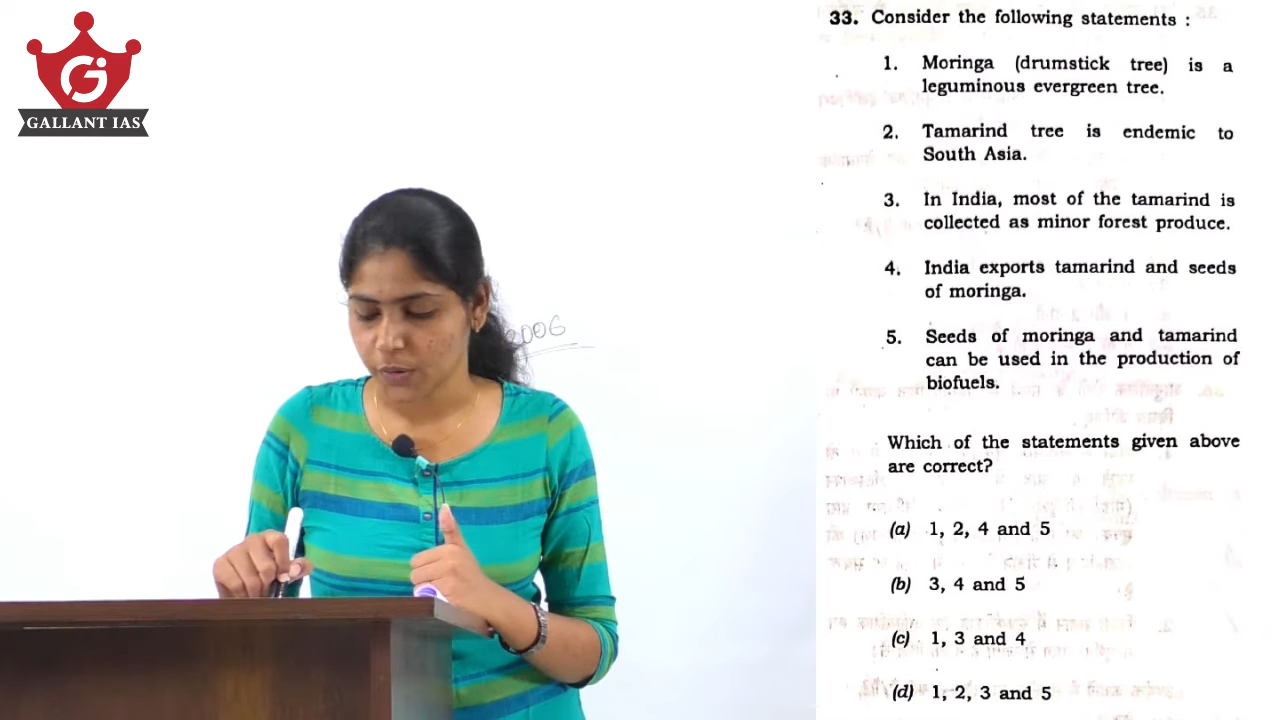 GALLANT IAS
2006
33. Consider the following statements :
1. Moringa (drumstick tree) is a
leguminous evergreen tree.
2. Tamarind tree is endemic to
South Asia.
3. In India, most of the tamarind is
collected as minor forest produce.
4. India exports tamarind and seeds
of moringa.
5. Seeds of moringa and tamarind
can be used in the production of
biofuels.
Which of the statements given above
are correct?
(a) 1, 2, 4 and 5
(b) 3, 4 and 5
(c) 1, 3 and 4
(d) 1, 2, 3 and 5